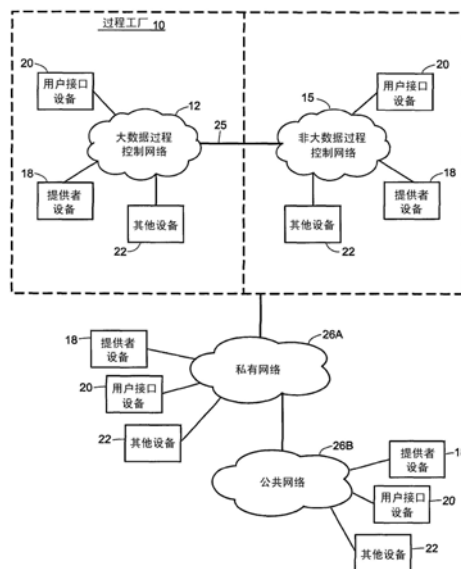 过程工厂 10
20
用户接口
设备
12
大数据过程
控制网络
18
提供者
设备
其他设备
22
25
15
非大数据过程
控制网络
20
用户接口
设备
18
提供者
设备
其他设备
22
26A
私有网络
18
提供者
设备
20
用户接口
设备
22
其他设备
26B
公共网络
提供者
设备
用户接口
设备
20
其他设备
22